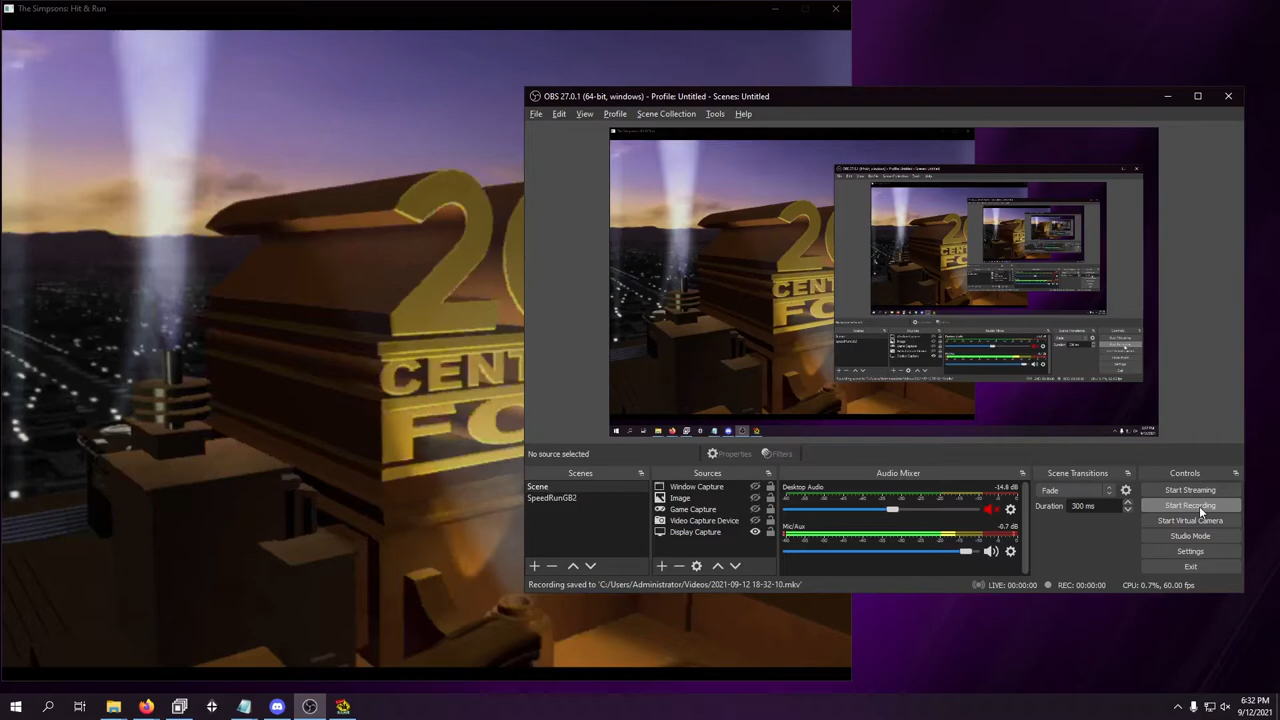 The Simpsons: Hit & Run
20
CENT
FO
OBS 27.0.1 (64-bit, windows) - Profile: Untitled - Scenes: Untitled
File Edit View Profile Scene Collection Tools Help
No source selected
Properties Filters
Scenes
Scene
SpeedRunGB2
Sources
Window Capture
Image
Game Capture
Video Capture Device
Display Capture
Audio Mixer
Desktop Audio -14.8 dB
Mic/Aux -0.7 dB
Scene Transitions
Fade
Duration 300 ms
Controls
Start Streaming
Start Recording
Start Virtual Camera
Studio Mode
Settings
Exit
Recording saved to 'C:/Users/Administrator/Videos/2021-09-12 18-32-10.mkv'
LIVE: 00:00:00 REC: 00:00:00 CPU: 0.7%, 60.00 fps
6:32 PM
9/12/2021